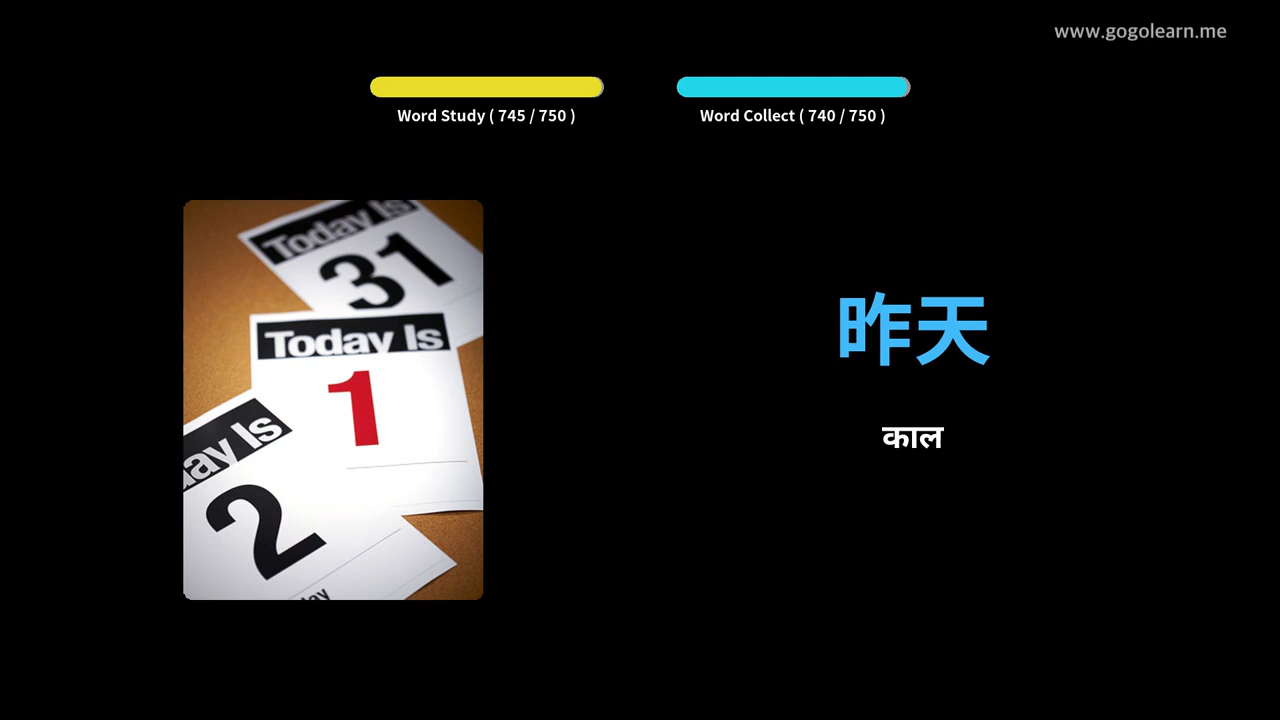 www.gogolearn.me
Word Study ( 745 / 750 )
Word Collect ( 740 / 750 )
Today Is
31
Today Is
1
ay Is
2
ay
昨天
काल